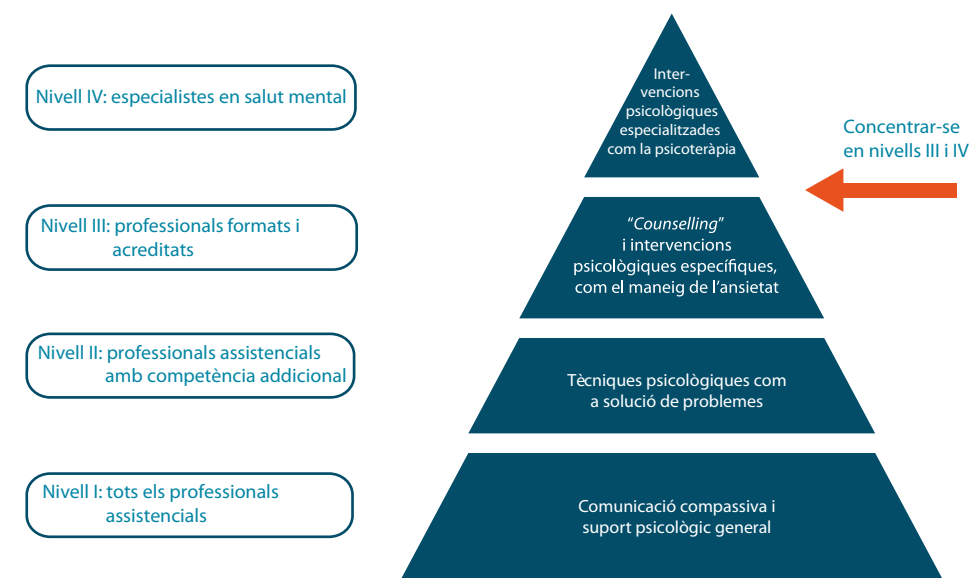 Nivell IV: especialistes en salut mental
Inter-
vencions
psicològiques
especialitzades
com la psicoteràpia
Concentrar-se
en nivells III i IV
Nivell III: professionals formats i
acreditats
“Counselling”
i intervencions
psicològiques específiques,
com el maneig de l’ansietat
Nivell II: professionals assistencials
amb competència addicional
Tècniques psicològiques com
a solució de problemes
Nivell I: tots els professionals
assistencials
Comunicació compassiva i
suport psicològic general